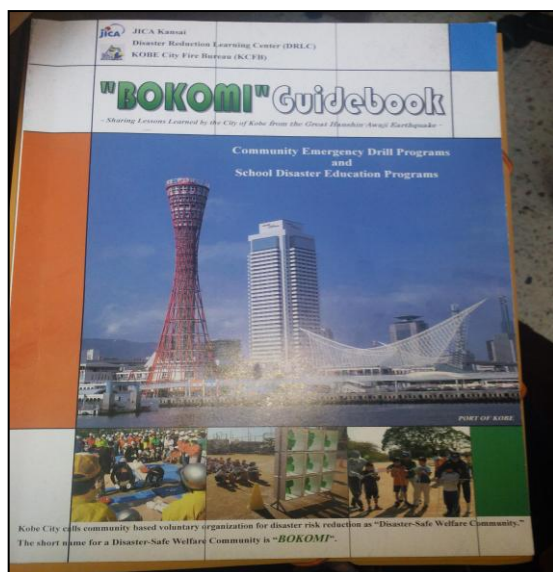 JICA
JICA Kansai
Disaster Reduction Learning Center (DRLC)
KOBE City Fire Bureau (KCFB)
"BOKOMI" Guidebook
- Sharing Lessons Learned by the City of Kobe from the Great Hanshin-Awaji Earthquake -
Community Emergency Drill Programs
and
School Disaster Education Programs
PORT OF KOBE
Kobe City calls community based voluntary organization for disaster risk reduction as "Disaster-Safe Welfare Community."
The short name for a Disaster-Safe Welfare Community is "BOKOMI".